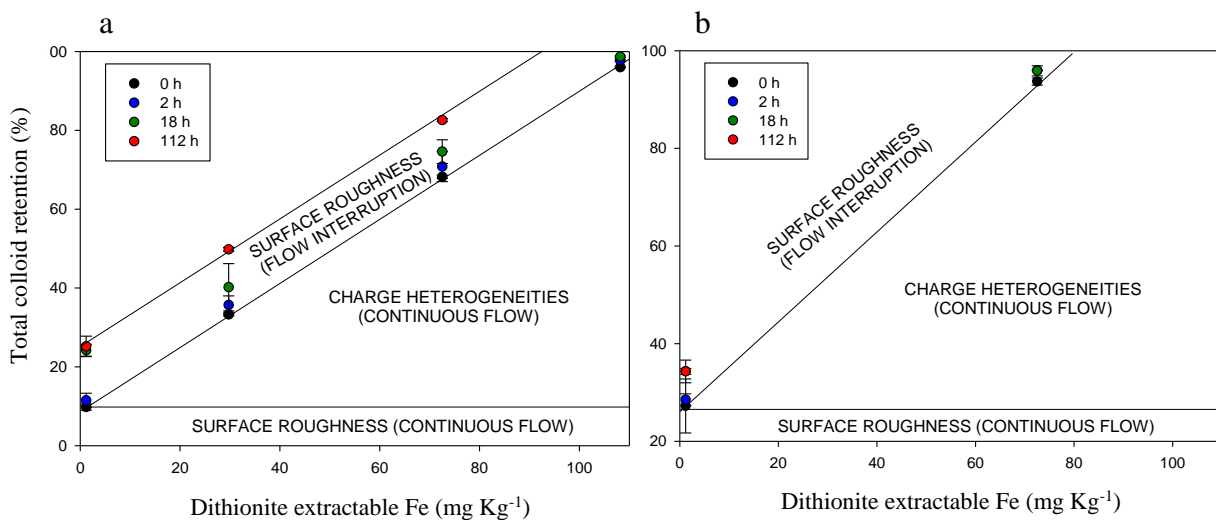 a
b
Total colloid retention (%)
00
80
60
40
20
0
0 h
2 h
18 h
112 h
SURFACE ROUGHNESS
(FLOW INTERRUPTION)
CHARGE HETEROGENEITIES
(CONTINUOUS FLOW)
SURFACE ROUGHNESS (CONTINUOUS FLOW)
0 20 40 60 80 100
Dithionite extractable Fe (mg Kg⁻¹)
100
80
60
40
20
0 h
2 h
18 h
112 h
SURFACE ROUGHNESS
(FLOW INTERRUPTION)
CHARGE HETEROGENEITIES
(CONTINUOUS FLOW)
SURFACE ROUGHNESS (CONTINUOUS FLOW)
0 20 40 60 80 100
Dithionite extractable Fe (mg Kg⁻¹)